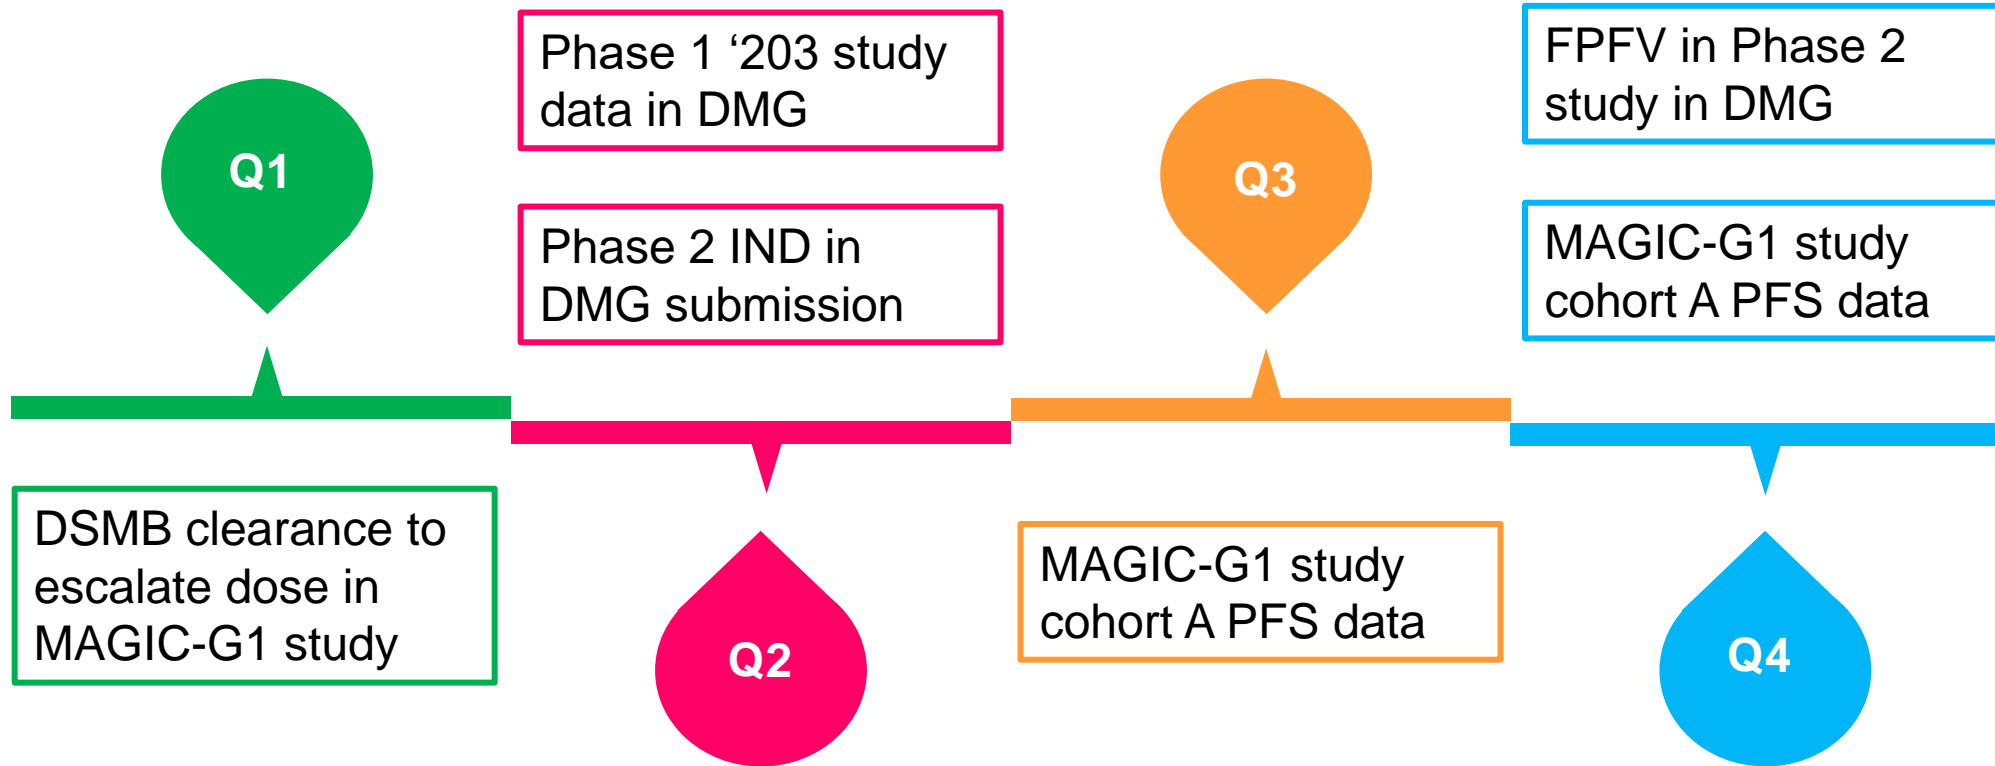 Q1
DSMB clearance to
escalate dose in
MAGIC-G1 study
Phase 1 ‘203 study
data in DMG
Phase 2 IND in
DMG submission
Q2
Q3
MAGIC-G1 study
cohort A PFS data
FPFV in Phase 2
study in DMG
MAGIC-G1 study
cohort A PFS data
Q4